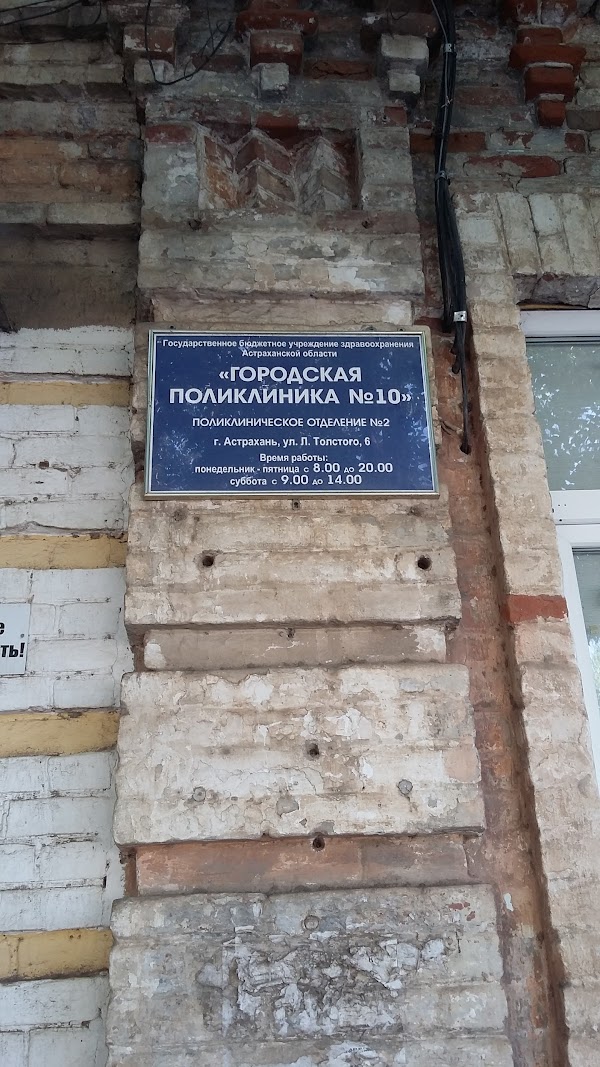 Государственное бюджетное учреждение здравоохранения
Астраханской области
«ГОРОДСКАЯ
ПОЛИКЛИНИКА №10»
ПОЛИКЛИНИЧЕСКОЕ ОТДЕЛЕНИЕ №2
г. Астрахань, ул. Л. Толстого, 6
Время работы:
понедельник - пятница с 8.00 до 20.00
суббота с 9.00 до 14.00